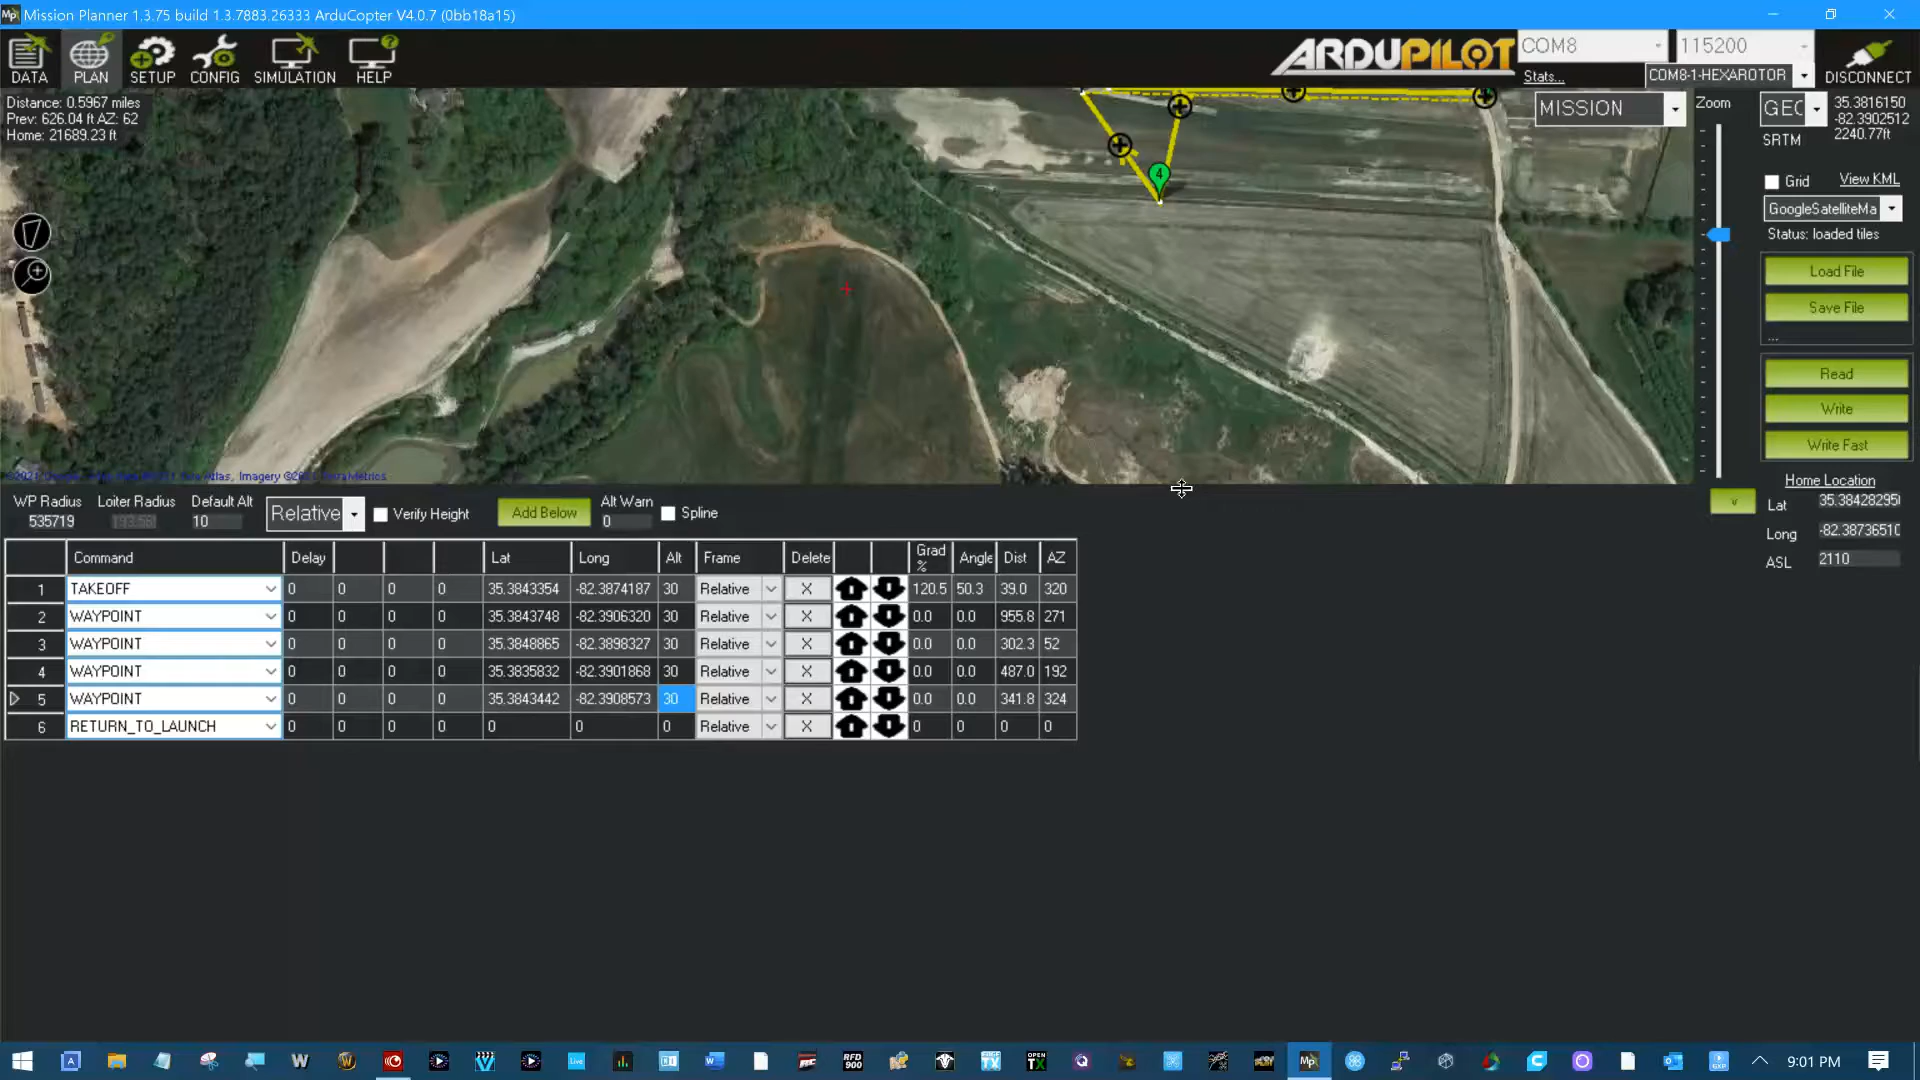 Mission Planner 1.3.75 build 1.3.7883.26333 ArduCopter V4.0.7 (0bb18a15)
DATA PLAN SETUP CONFIG SIMULATION HELP
ARDUPILOT
COM8 115200
Stats... COM8-1-HEXAROTOR DISCONNECT
Distance: 0.5967 miles
Prev: 626.04 ft AZ: 62
Home: 21689.23 ft
4
MISSION
Zoom
GEO
35.3816150
-82.3902512
SRTM 2240.77ft
Grid View KML
GoogleSatelliteMa
Status: loaded tiles
Load File
Save File
...
Read
Write
Write Fast
Home Location
Lat 35.38428295
Long -82.3873651
ASL 2110
Imagery
WP Radius Loiter Radius Default Alt Alt Warn
535719 10 Relative Verify Height Add Below 0 Spline
Command Delay Lat Long Alt Frame Delete Grad % Angle Dist AZ
1 TAKEOFF 0 0 0 0 35.3843354 -82.3874187 30 Relative X 120.5 50.3 39.0 320
2 WAYPOINT 0 0 0 0 35.3843748 -82.3906320 30 Relative X 0.0 0.0 955.8 271
3 WAYPOINT 0 0 0 0 35.3848865 -82.3898327 30 Relative X 0.0 0.0 302.3 52
4 WAYPOINT 0 0 0 0 35.3835832 -82.3901868 30 Relative X 0.0 0.0 487.0 192
5 WAYPOINT 0 0 0 0 35.3843442 -82.3908573 30 Relative X 0.0 0.0 341.8 324
6 RETURN_TO_LAUNCH 0 0 0 0 0 0 0 Relative X 0 0 0 0
9:01 PM